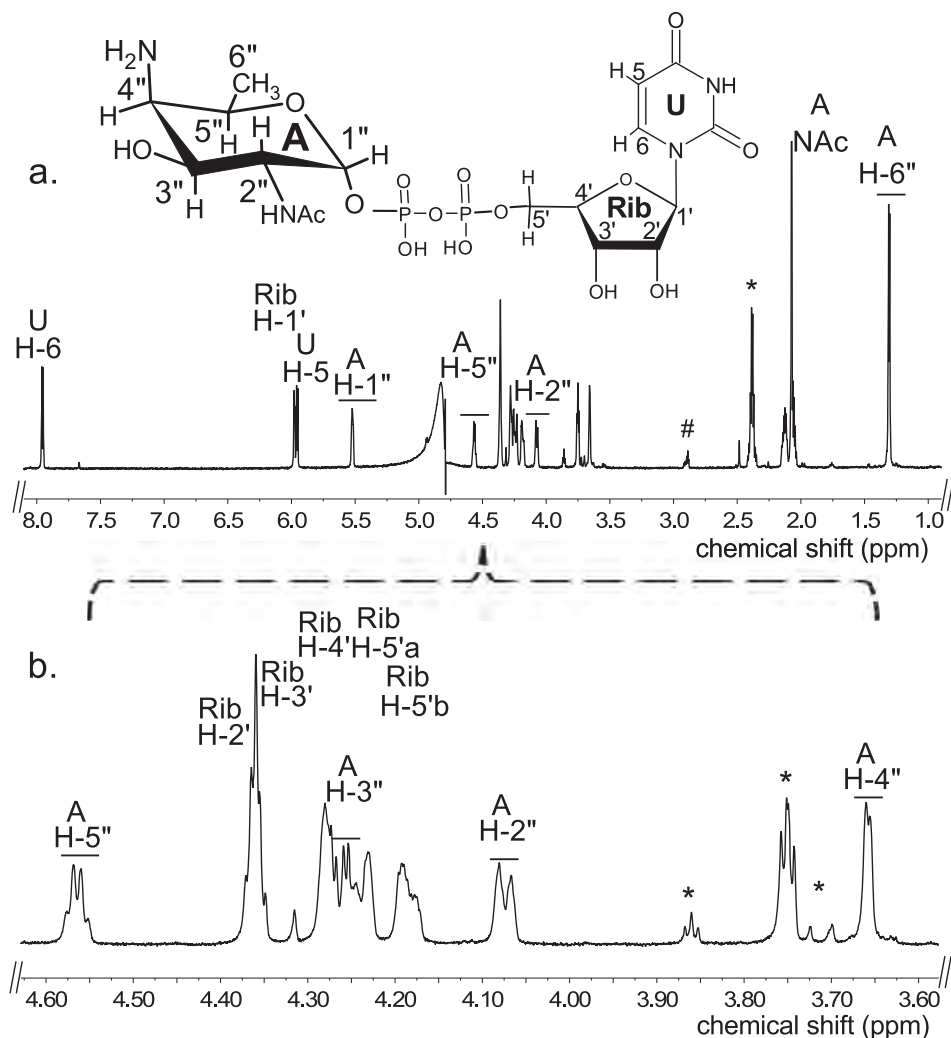 a.
H₂N
4"
6"
CH₃
H
5"
H
H
O
A
1"
H
HO
3"
H
2"
HNAc
O
O
O
P
O
P
O
OH
HO
H
5'
H
4'
O
Rib
1'
3'
2'
OH
OH
O
H
5
U
NH
H
6
N
O
U
H-6
Rib
H-1'
U
H-5
A
H-1"
A
H-5"
A
H-2"
#
*
A
NAc
A
H-6"
8.0 7.5 7.0 6.5 6.0 5.5 5.0 4.5 4.0 3.5 3.0 2.5 2.0 1.5 1.0
chemical shift (ppm)
b.
A
H-5"
Rib
H-2'
Rib
H-3'
Rib
H-4'
Rib
H-5'a
Rib
H-5'b
A
H-3"
A
H-2"
*
*
*
A
H-4"
4.60 4.50 4.40 4.30 4.20 4.10 4.00 3.90 3.80 3.70 3.60
chemical shift (ppm)